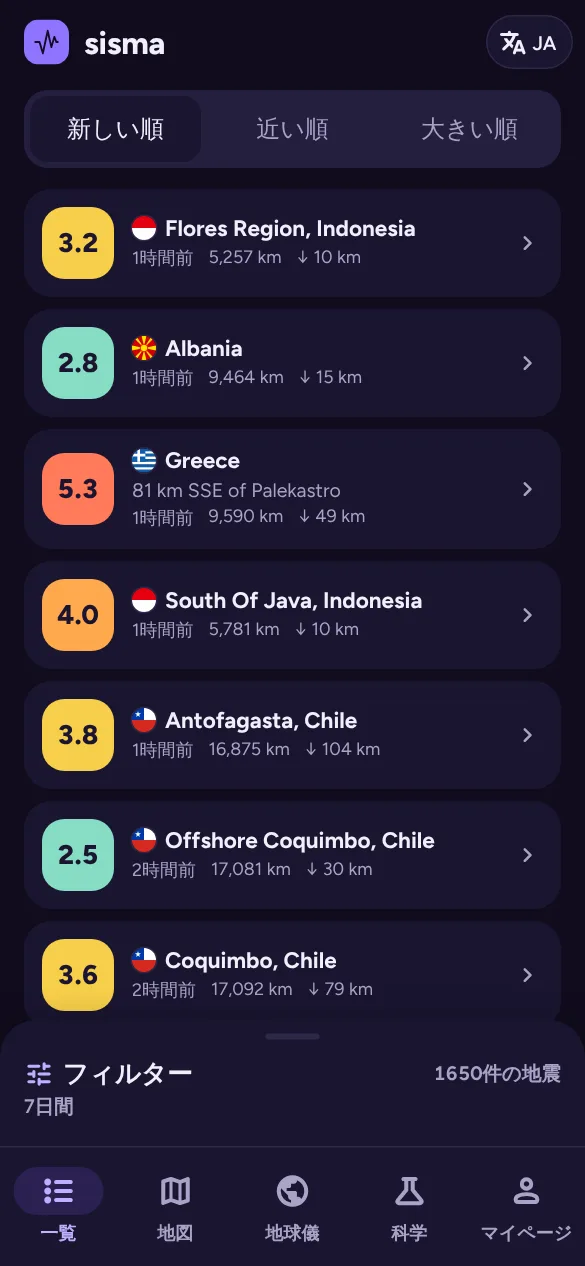 sisma
JA
新しい順 近い順 大きい順
3.2
Flores Region, Indonesia
1時間前 5,257 km ↓ 10 km
2.8
Albania
1時間前 9,464 km ↓ 15 km
5.3
Greece
81 km SSE of Palekastro
1時間前 9,590 km ↓ 49 km
4.0
South Of Java, Indonesia
1時間前 5,781 km ↓ 10 km
3.8
Antofagasta, Chile
1時間前 16,875 km ↓ 104 km
2.5
Offshore Coquimbo, Chile
2時間前 17,081 km ↓ 30 km
3.6
Coquimbo, Chile
2時間前 17,092 km ↓ 79 km
フィルター 1650件の地震
7日間
一覧 地図 地球儀 科学 マイページ